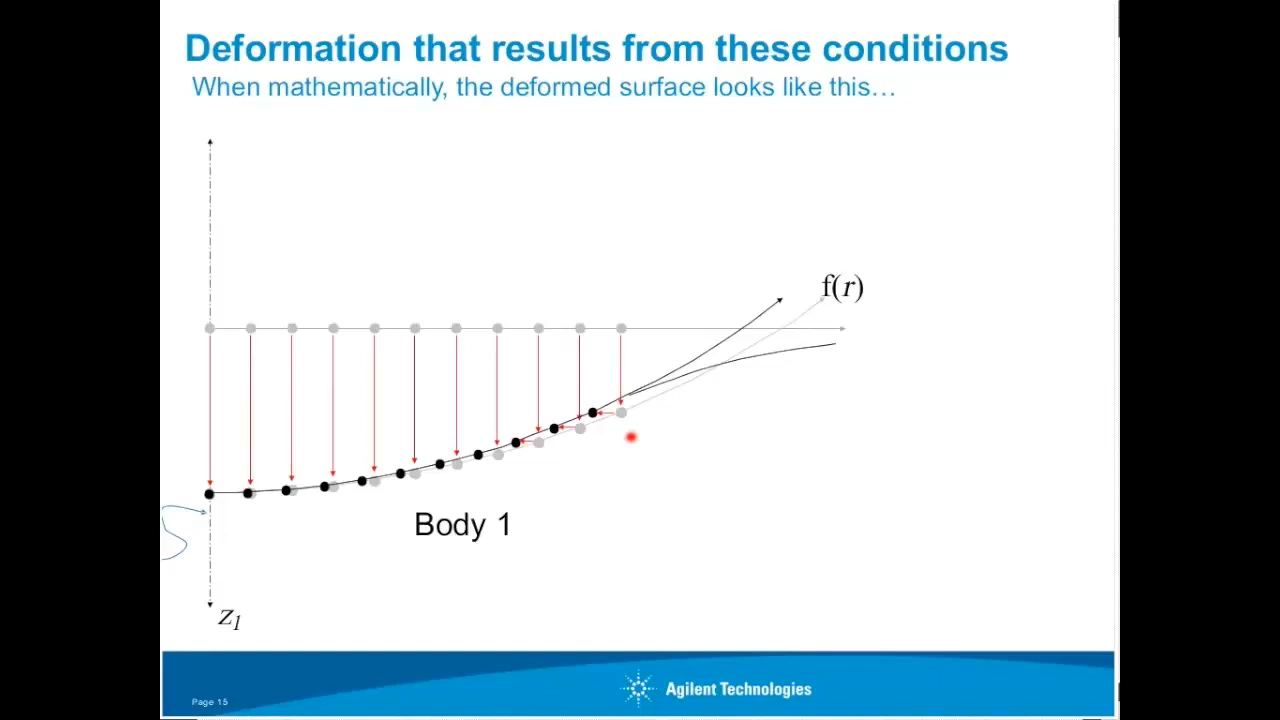 Deformation that results from these conditions
When mathematically, the deformed surface looks like this…
f(r)
Body 1
z1
Page 15
Agilent Technologies